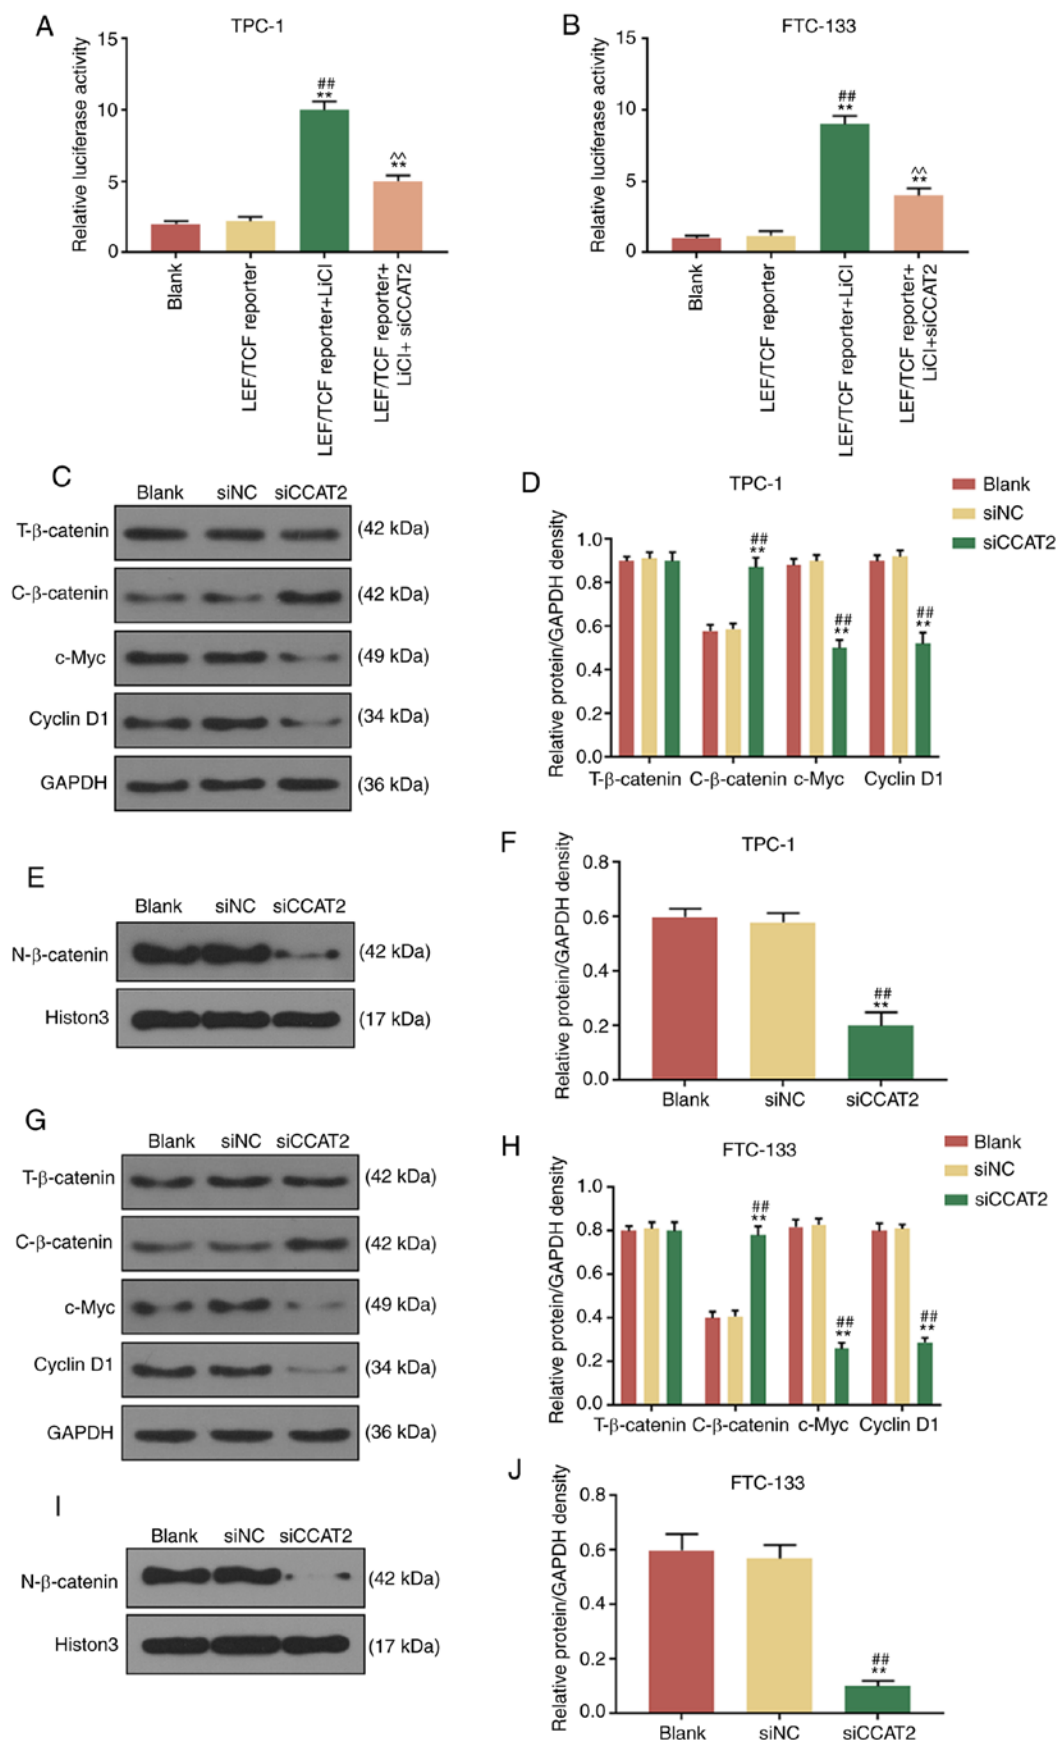 A
TPC-1
Relative luciferase activity
15
10
5
0
##
**
^^
**
Blank
LEF/TCF reporter
LEF/TCF reporter+LiCl
LEF/TCF reporter+
LiCl+ siCCAT2
B
FTC-133
Relative luciferase activity
15
10
5
0
##
**
^^
**
Blank
LEF/TCF reporter
LEF/TCF reporter+LiCl
LEF/TCF reporter+
LiCl+siCCAT2
C
Blank siNC siCCAT2
T-β-catenin (42 kDa)
C-β-catenin (42 kDa)
c-Myc (49 kDa)
Cyclin D1 (34 kDa)
GAPDH (36 kDa)
D
TPC-1
Blank
siNC
siCCAT2
Relative protein/GAPDH density
1.0
0.8
0.6
0.4
0.2
0.0
##
**
##
**
##
**
T-β-catenin C-β-catenin c-Myc Cyclin D1
E
Blank siNC siCCAT2
N-β-catenin (42 kDa)
Histon3 (17 kDa)
F
TPC-1
Relative protein/GAPDH density
0.8
0.6
0.4
0.2
0.0
##
**
Blank siNC siCCAT2
G
Blank siNC siCCAT2
T-β-catenin (42 kDa)
C-β-catenin (42 kDa)
c-Myc (49 kDa)
Cyclin D1 (34 kDa)
GAPDH (36 kDa)
H
FTC-133
Blank
siNC
siCCAT2
Relative protein/GAPDH density
1.0
0.8
0.6
0.4
0.2
0.0
##
**
##
**
##
**
T-β-catenin C-β-catenin c-Myc Cyclin D1
I
Blank siNC siCCAT2
N-β-catenin (42 kDa)
Histon3 (17 kDa)
J
FTC-133
Relative protein/GAPDH density
0.8
0.6
0.4
0.2
0.0
##
**
Blank siNC siCCAT2